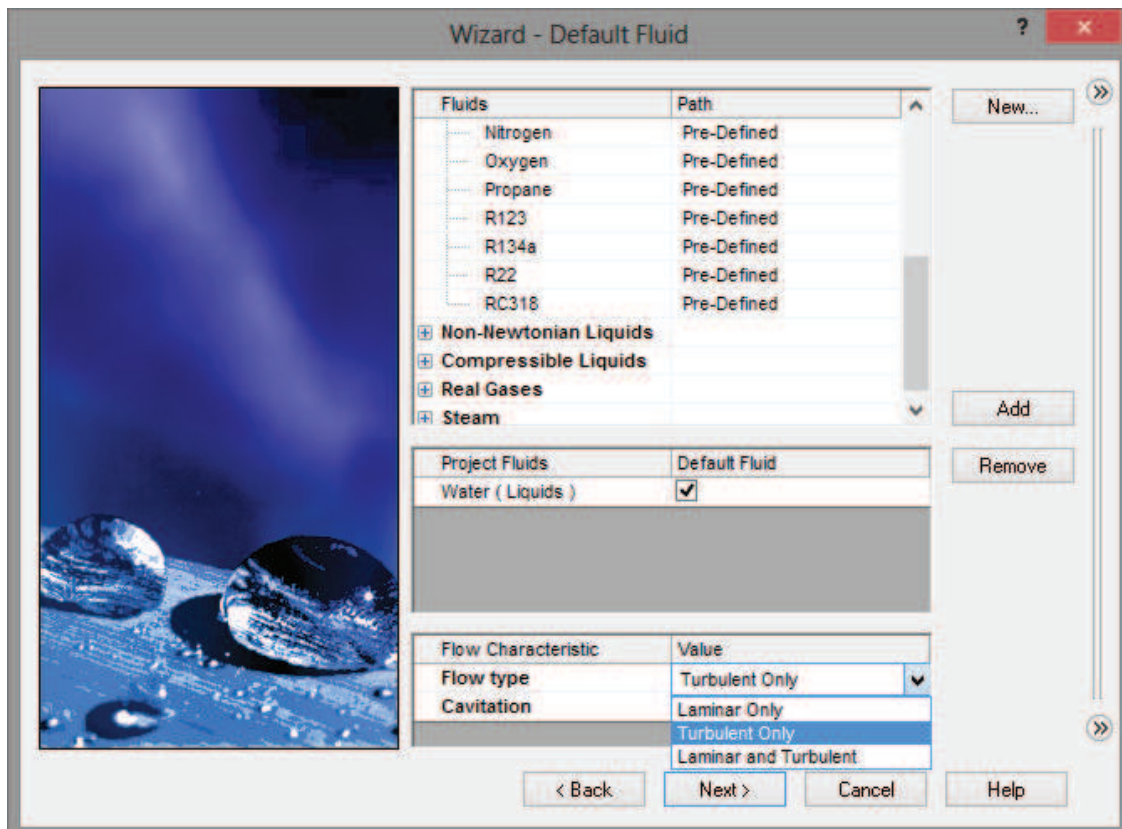 Wizard - Default Fluid
?
Fluids Path
New...
Nitrogen Pre-Defined
Oxygen Pre-Defined
Propane Pre-Defined
R123 Pre-Defined
R134a Pre-Defined
R22 Pre-Defined
RC318 Pre-Defined
Non-Newtonian Liquids
Compressible Liquids
Real Gases
Steam
Add
Project Fluids Default Fluid
Remove
Water ( Liquids )
Flow Characteristic Value
Flow type Turbulent Only
Cavitation
Laminar Only
Turbulent Only
Laminar and Turbulent
< Back Next > Cancel Help